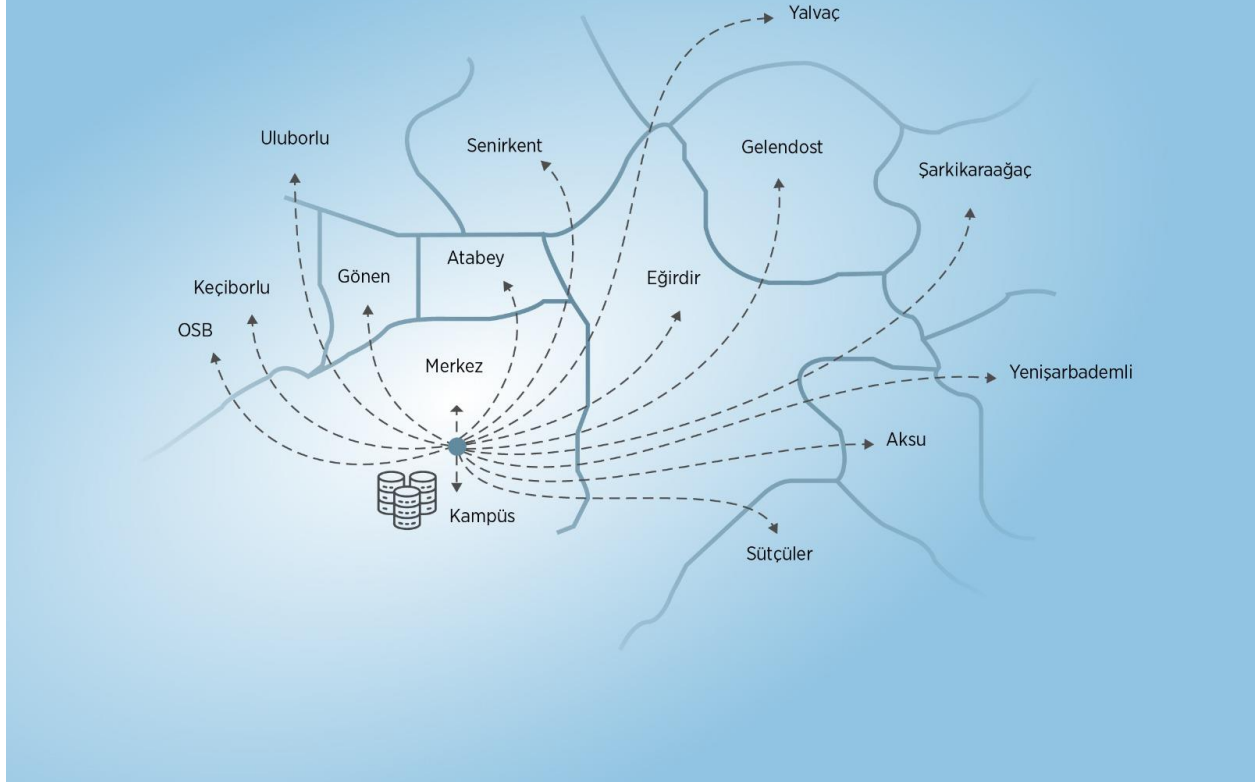 Yalvaç
Uluborlu
Senirkent
Gelendost
Şarkikaraağaç
Atabey
Gönen
Eğirdir
Keçiborlu
OSB
Merkez
Yenişarbademli
Aksu
Kampüs
Sütçüler